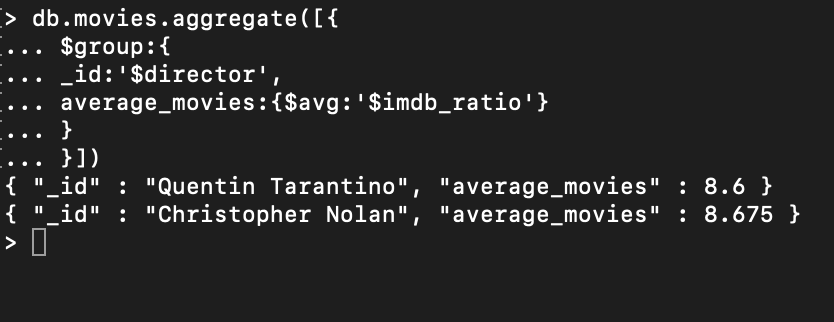 > db.movies.aggregate([{
... $group:{
... _id:'$director',
... average_movies:{$avg:'$imdb_ratio'}
... }
... }])
{ "_id" : "Quentin Tarantino", "average_movies" : 8.6 }
{ "_id" : "Christopher Nolan", "average_movies" : 8.675 }
>